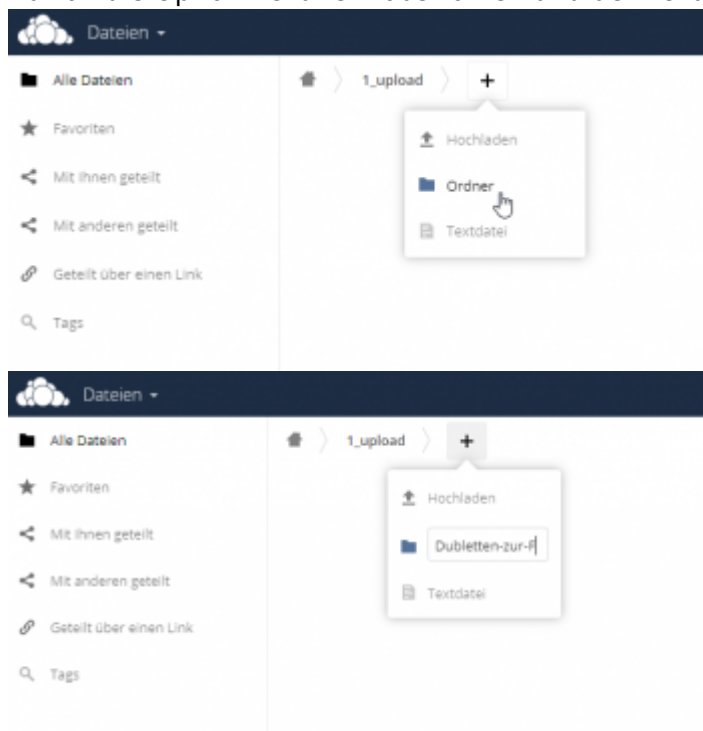 Dateien
Alle Dateien
1_upload
+
Favoriten
Hochladen
Mit Ihnen geteilt
Ordner
Mit anderen geteilt
Textdatei
Geteilt über einen Link
Tags
Dateien
Alle Dateien
1_upload
+
Favoriten
Hochladen
Mit Ihnen geteilt
Dubletten-zur-F
Mit anderen geteilt
Textdatei
Geteilt über einen Link
Tags